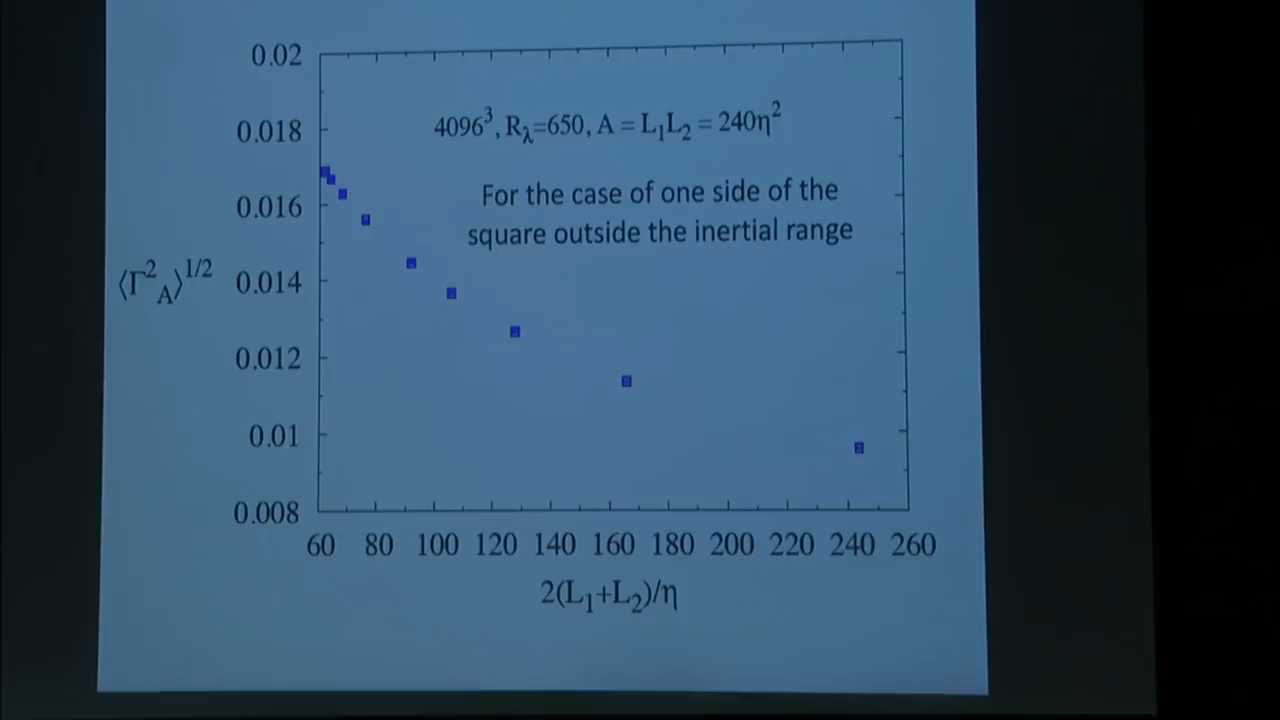 0.02
4096³, Rλ=650, A = L₁L₂ = 240η²
0.018
For the case of one side of the
square outside the inertial range
0.016
⟨Γ²A⟩1/2
0.014
0.012
0.01
0.008
60 80 100 120 140 160 180 200 220 240 260
2(L₁+L₂)/η